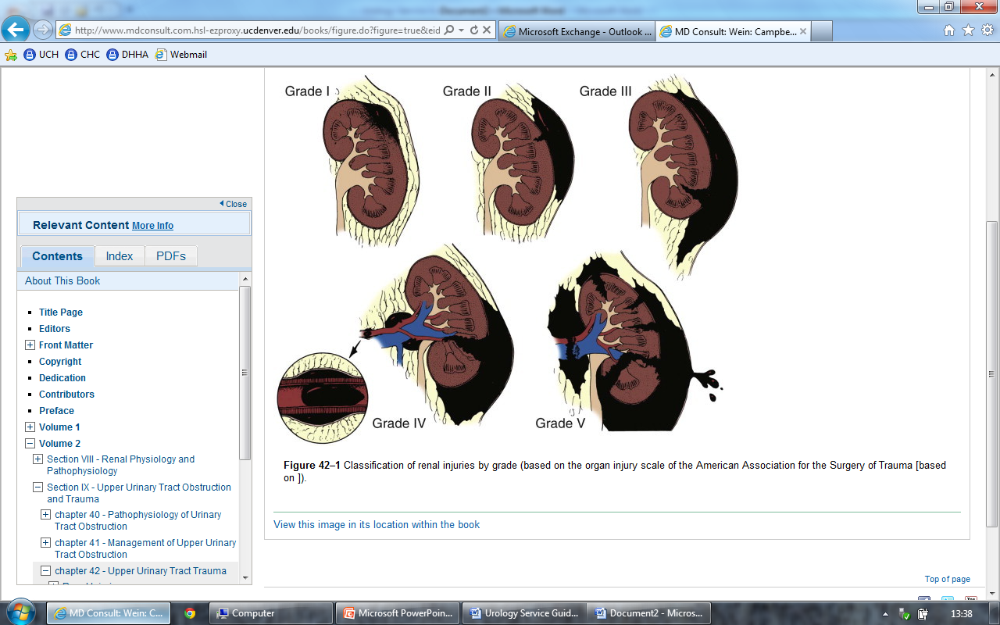 http://www.mdconsult.com.hsl-ezproxy.ucdenver.edu/books/figure.do?figure=true&eid
Microsoft Exchange - Outlook ...
MD Consult: Wein: Campbe...
UCH
CHC
DHHA
Webmail
Grade I
Grade II
Grade III
Grade IV
Grade V
Close
Relevant Content More Info
Contents
Index
PDFs
About This Book
Title Page
Editors
Front Matter
Copyright
Dedication
Contributors
Preface
Volume 1
Volume 2
Section VIII - Renal Physiology and
Pathophysiology
Section IX - Upper Urinary Tract Obstruction
and Trauma
chapter 40 - Pathophysiology of Urinary
Tract Obstruction
chapter 41 - Management of Upper Urinary
Tract Obstruction
chapter 42 - Upper Urinary Tract Trauma
Figure 42–1 Classification of renal injuries by grade (based on the organ injury scale of the American Association for the Surgery of Trauma [based
on ]).
View this image in its location within the book
Top of page
MD Consult: Wein: C...
Computer
Microsoft PowerPoin...
Urology Service Guid...
Document2 - Micros...
13:38